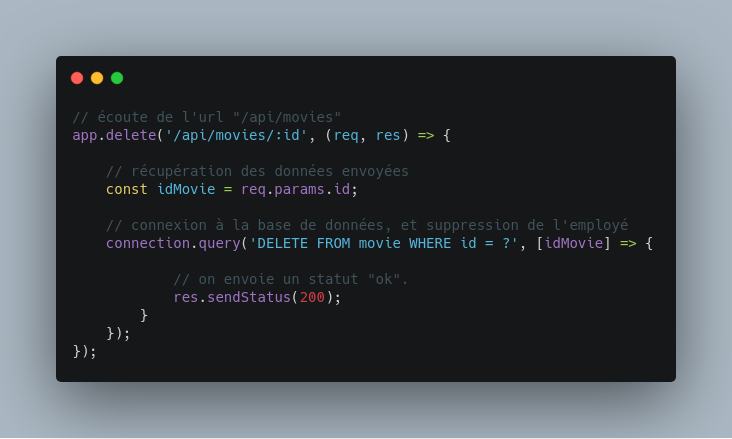 // écoute de l'url "/api/movies"
app.delete('/api/movies/:id', (req, res) => {
// récupération des données envoyées
const idMovie = req.params.id;
// connexion à la base de données, et suppression de l'employé
connection.query('DELETE FROM movie WHERE id = ?', [idMovie] => {
// on envoie un statut "ok".
res.sendStatus(200);
}
});
});